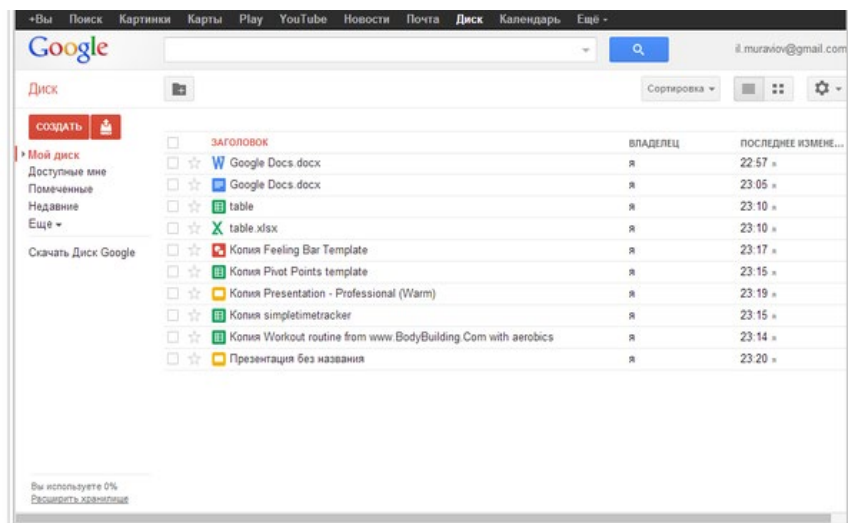 +Вы Поиск Картинки Карты Play YouTube Новости Почта Диск Календарь Ещё
Google
il.muraviov@gmail.com
Диск
Сортировка
СОЗДАТЬ
ЗАГОЛОВОК ВЛАДЕЛЕЦ ПОСЛЕДНЕЕ ИЗМЕНЕ...
Мой диск
Доступные мне
Помеченные
Недавние
Еще
Скачать Диск Google
W Google Docs.docx я 22:57 я
Google Docs.docx я 23:05 я
table я 23:10 я
X table.xlsx я 23:10 я
Копия Feeling Bar Template я 23:17 я
Копия Pivot Points template я 23:15 я
Копия Presentation - Professional (Warm) я 23:19 я
Копия simpletimetracker я 23:15 я
Копия Workout routine from www.BodyBuilding.Com with aerobics я 23:14 я
Презентация без названия я 23:20 я
Вы используете 0%
Расширить хранилище